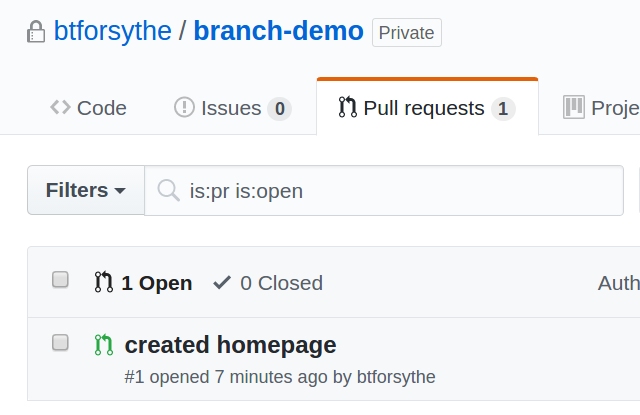 btforsythe / branch-demo Private
Code Issues 0 Pull requests 1 Proje
Filters is:pr is:open
1 Open 0 Closed Auth
created homepage
#1 opened 7 minutes ago by btforsythe